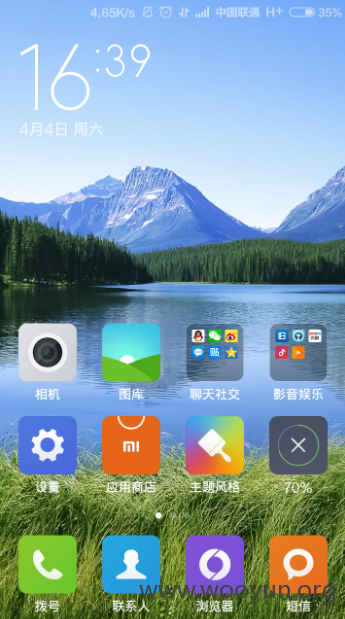 4.65K/s 中国联通 H+ 35%
16:39
4月4日 周六
贴
相机 图库 聊天社交 影音娱乐
mi
设置 应用商店 主题风格 70%
拨号 联系人 浏览器 短信
www.wooyun.org